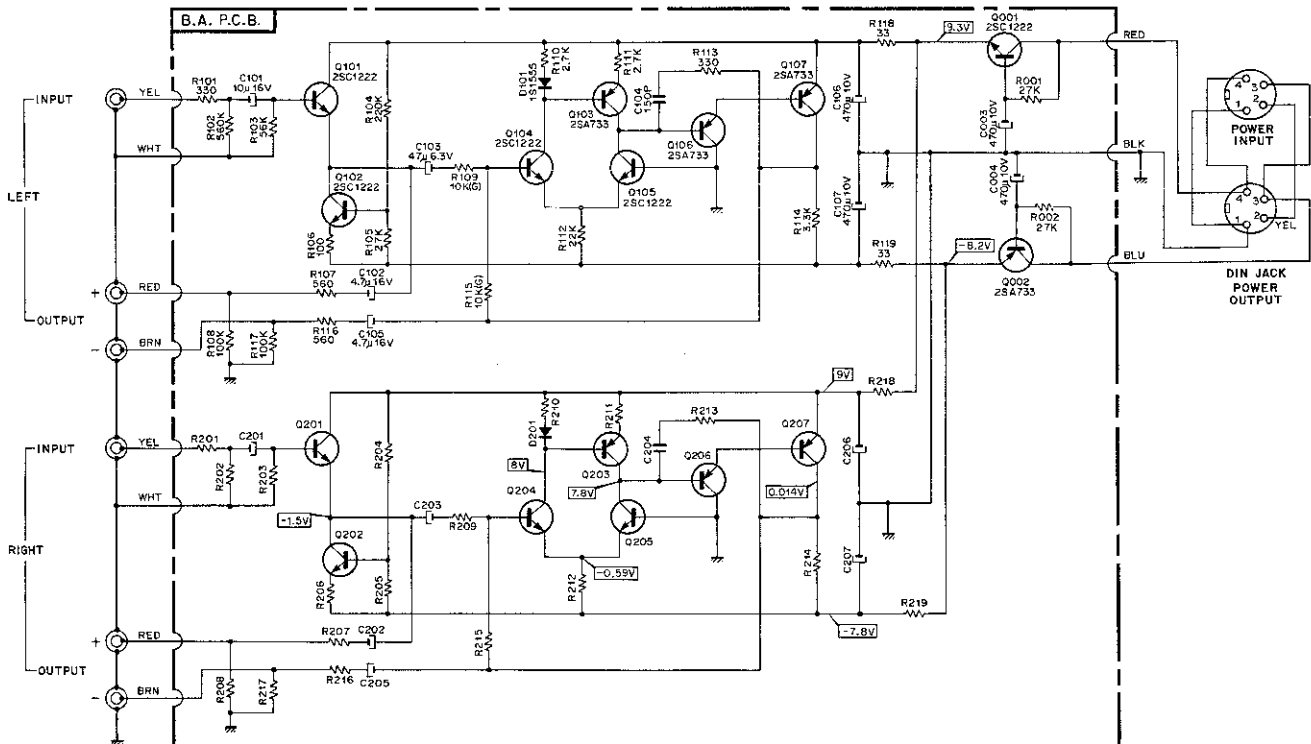 B.A. P.C.B.
LEFT
INPUT
YEL
R101
330
C101
10μ16V
R102
560K
R103
56K
WHT
Q101
2SC1222
R104
220K
Q102
2SC1222
R106
100
R105
2.7K
C103
47μ6.3V
R109
10K(G)
Q104
2SC1222
D101
1S1555
R110
2.7K
R111
2.7K
Q103
2SA733
C104
150P
R113
330
Q106
2SA733
Q105
2SC1222
R112
22K
Q107
2SA733
R114
3.3K
C106
470μ10V
C107
470μ10V
R118
33
R119
33
9.3V
-8.2V
Q001
2SC1222
R001
27K
C003
470μ10V
C004
470μ10V
R002
27K
Q002
2SA733
RED
BLK
BLU
4
3
1
2
POWER
INPUT
4
3
1
2
YEL
DIN JACK
POWER
OUTPUT
+
RED
R107
560
C102
4.7μ16V
OUTPUT
-
BRN
R108
100K
R117
100K
R116
560
C105
4.7μ16V
R115
10K(G)
RIGHT
INPUT
YEL
R201
C201
R202
R203
WHT
Q201
R204
-1.5V
Q202
R206
R205
C203
R209
Q204
8V
D201
R210
R211
Q203
7.8V
C204
R213
Q206
Q205
-0.59V
R212
Q207
0.014V
R214
9V
R218
C206
C207
R219
-7.8V
+
RED
R207
C202
OUTPUT
-
BRN
R208
R217
R216
C205
R215